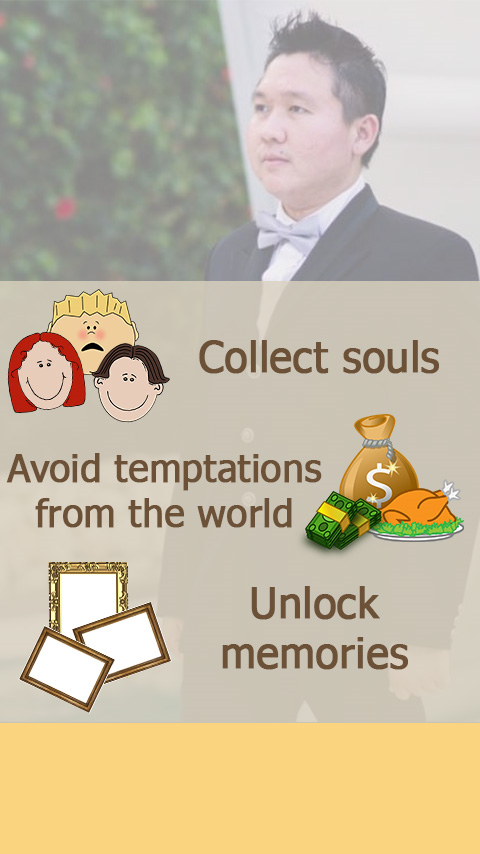 Collect souls
Avoid temptations
from the world
Unlock
memories
$